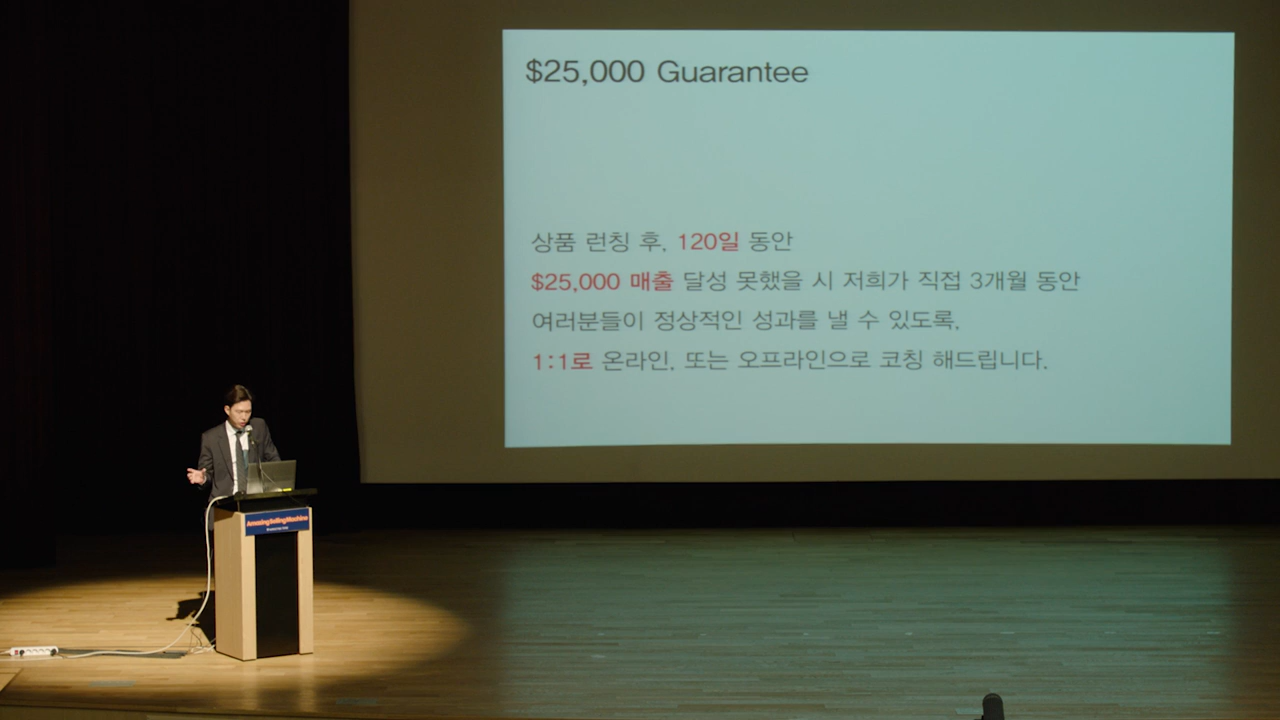 $25,000 Guarantee
상품 런칭 후, 120일 동안
$25,000 매출 달성 못했을 시 저희가 직접 3개월 동안
여러분들이 정상적인 성과를 낼 수 있도록,
1:1로 온라인, 또는 오프라인으로 코칭 해드립니다.
AmazingSellingMachine